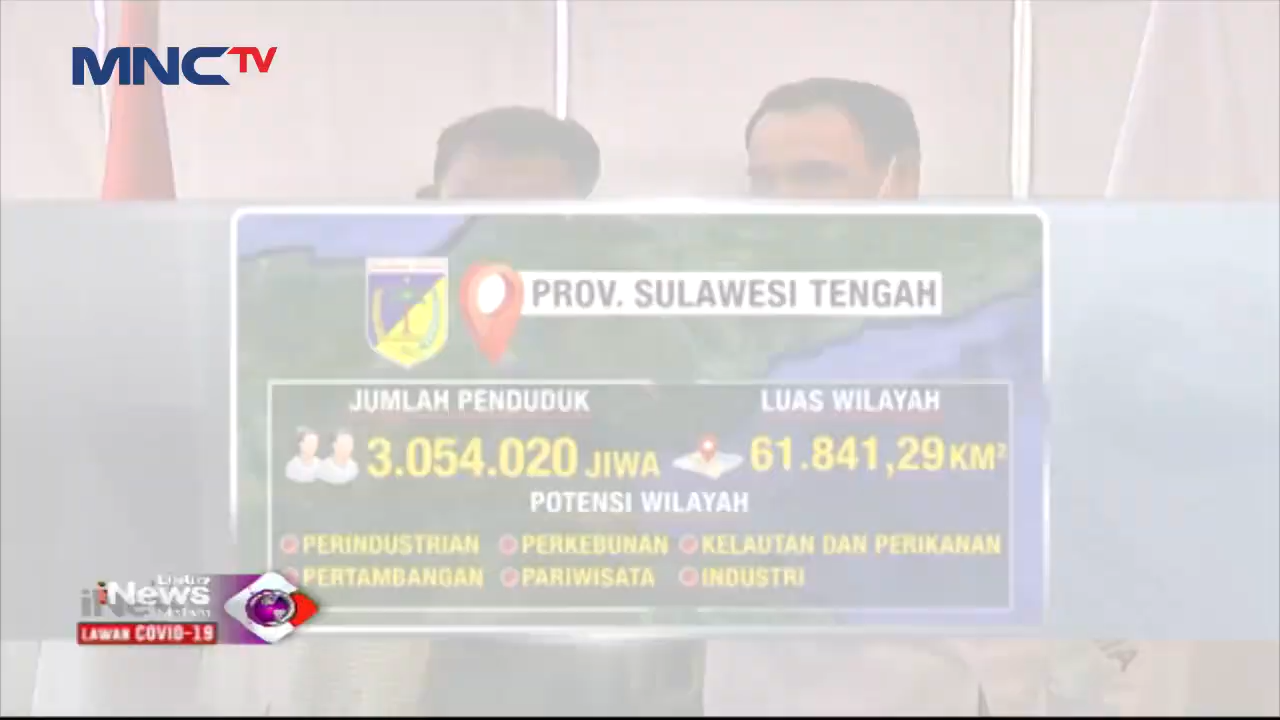 MNCTV
PROV. SULAWESI TENGAH
JUMLAH PENDUDUK
LUAS WILAYAH
3.054.020 JIWA
61.841,29 KM²
POTENSI WILAYAH
PERINDUSTRIAN PERKEBUNAN KELAUTAN DAN PERIKANAN
PERTAMBANGAN PARIWISATA INDUSTRI
iNews
LAWAN COVID-19